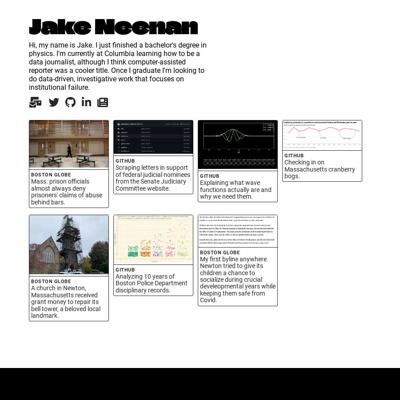 Jake Neenan
Hi, my name is Jake. I just finished a bachelor's degree in
physics. I'm currently at Columbia learning how to be a
data journalist, although I think computer-assisted
reporter was a cooler title. Once I graduate I'm looking to
do data-driven, investigative work that focuses on
institutional failure.
BOSTON GLOBE
Mass. prison officials
almost always deny
prisoners' claims of abuse
behind bars.
GITHUB
Scraping letters in support
of federal judicial nominees
from the Senate Judiciary
Committee website.
GITHUB
Explaining what wave
functions actually are and
why we need them.
GITHUB
Checking in on
Massachusetts cranberry
bogs.
BOSTON GLOBE
A church in Newton,
Massachusetts received
grant money to repair its
bell tower, a beloved local
landmark.
GITHUB
Analyzing 10 years of
Boston Police Department
disciplinary records.
BOSTON GLOBE
My first byline anywhere.
Newton tried to give its
children a chance to
socialize during crucial
develeopmental years while
keeping them safe from
Covid.